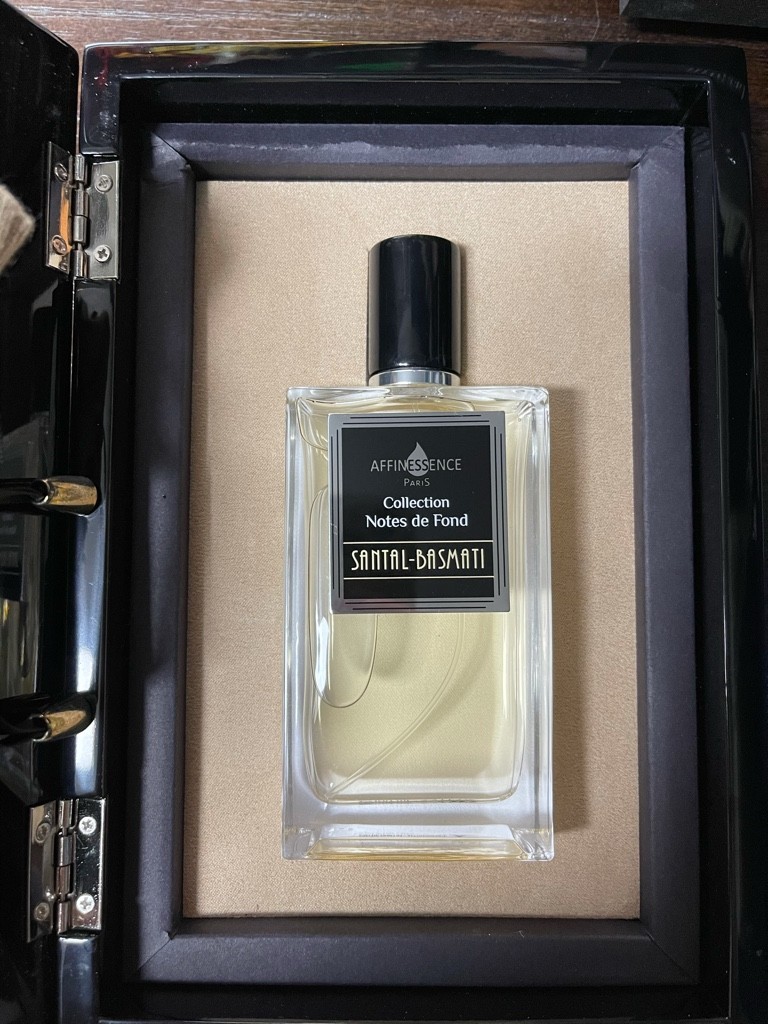 AFFINESSENCE
PARIS
Collection
Notes de Fond
SANTAL-BASMATI